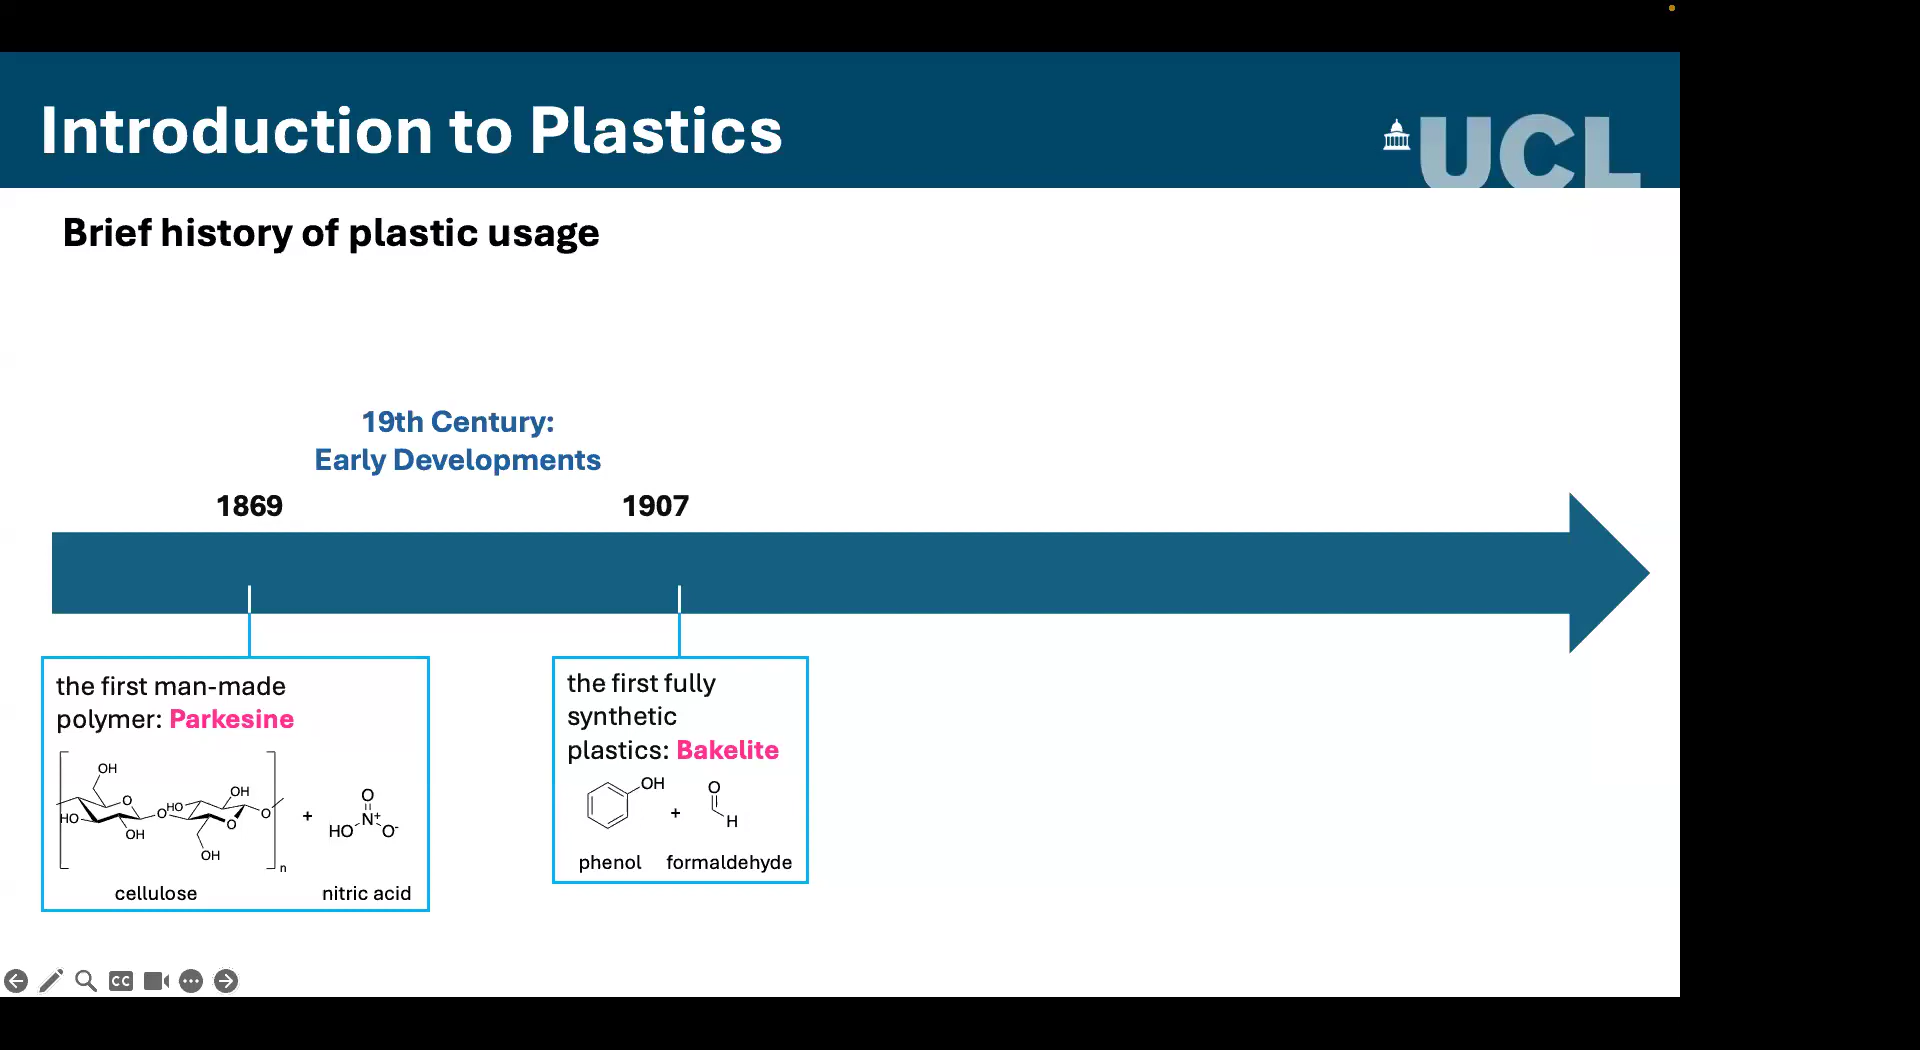 Introduction to Plastics
UCL
Brief history of plastic usage
19th Century:
Early Developments
1869
1907
the first man-made
polymer: Parkesine
OH
O
HO
OH
O
HO
OH
O
O
OH
n
+
O
HO
N+
O-
cellulose
nitric acid
the first fully
synthetic
plastics: Bakelite
OH
+
O
H
phenol
formaldehyde
CC